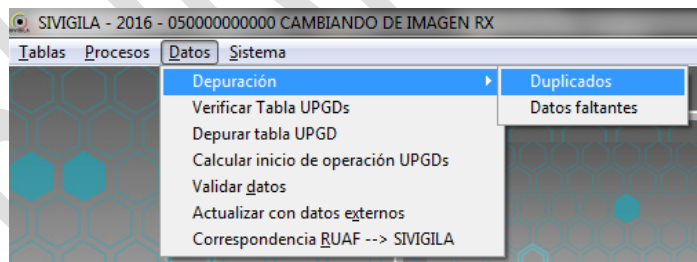 SIVIGILA - 2016 - 050000000000 CAMBIANDO DE IMAGEN RX
Tablas Procesos Datos Sistema
Depuración Duplicados
Verificar Tabla UPGDs Datos faltantes
Depurar tabla UPGD
Calcular inicio de operación UPGDs
Validar datos
Actualizar con datos externos
Correspondencia RUAF --> SIVIGILA